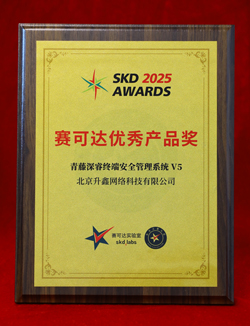 SKD 2025
AWARDS
赛可达优秀产品奖
青藤深睿终端安全管理系统 V5
北京升鑫网络科技有限公司
赛可达实验室
skd_labs